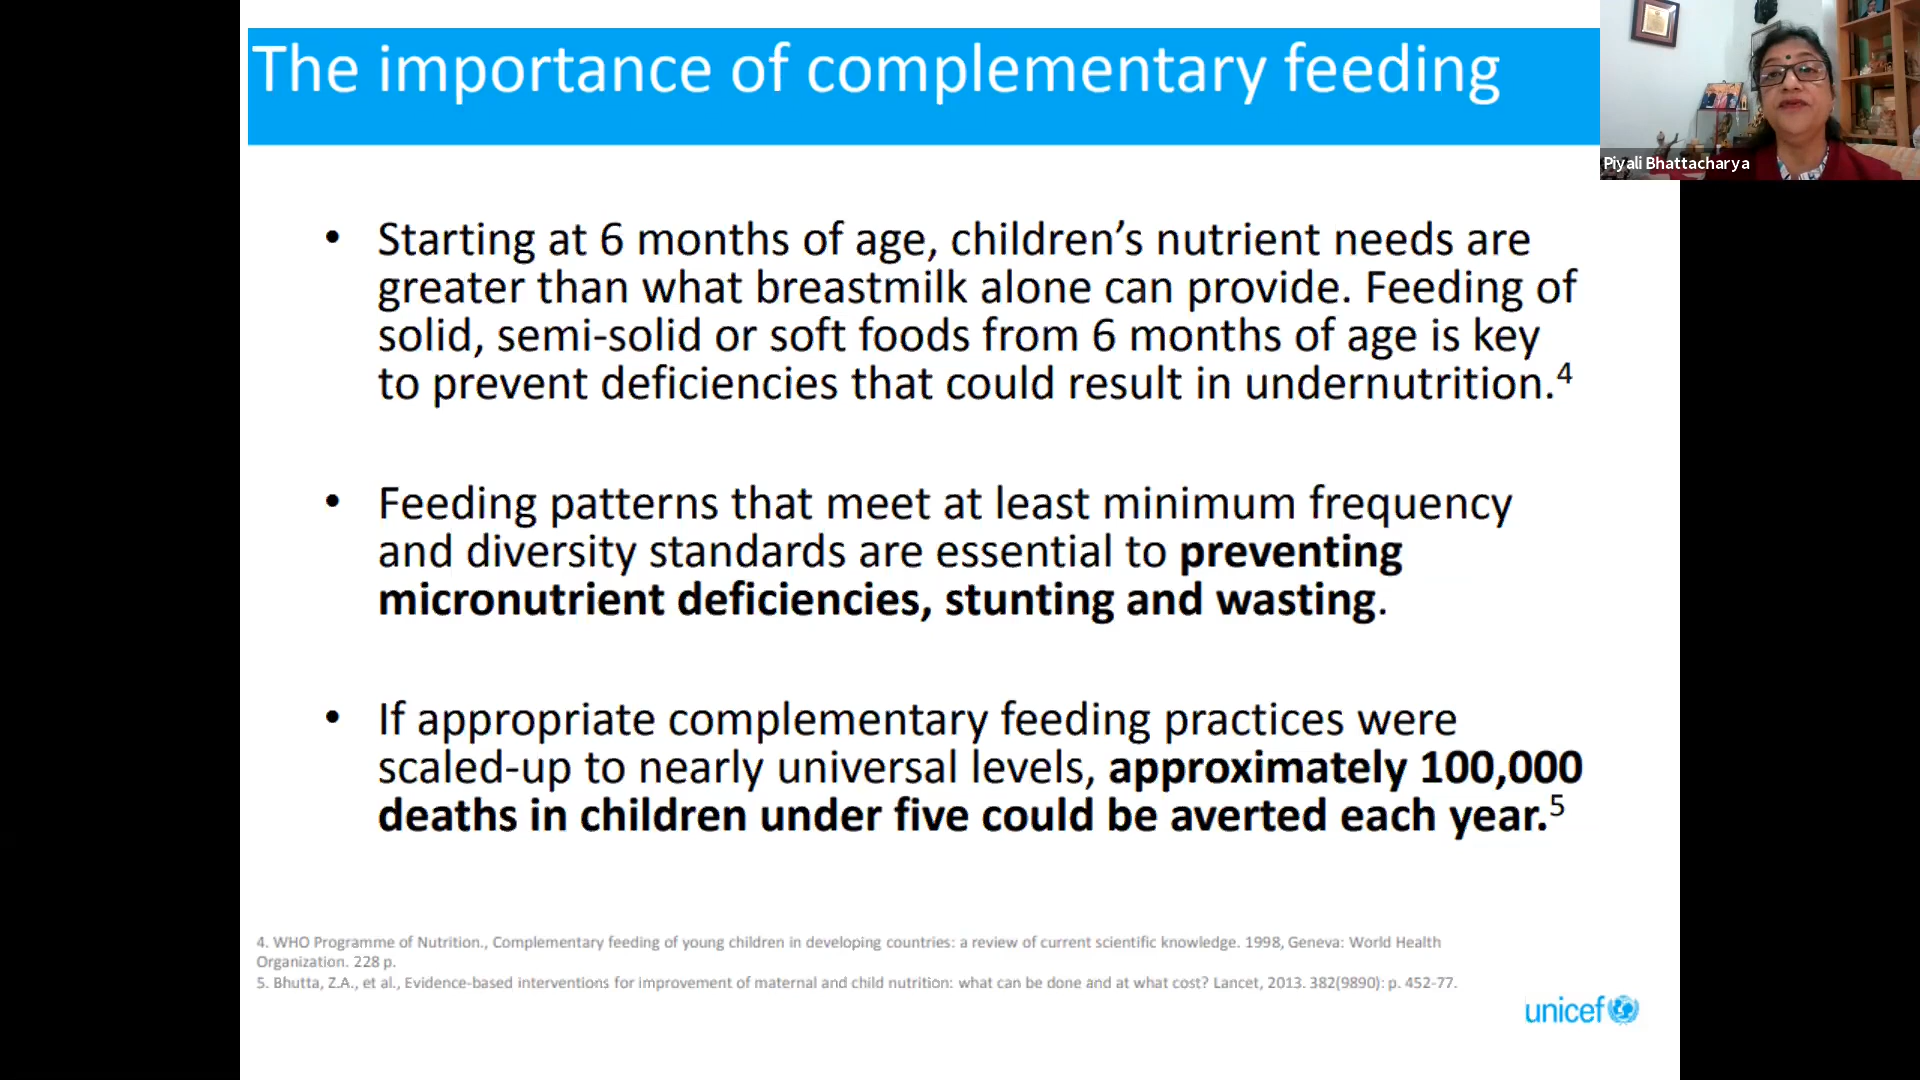 The importance of complementary feeding
Piyali Bhattacharya
• Starting at 6 months of age, children’s nutrient needs are
greater than what breastmilk alone can provide. Feeding of
solid, semi-solid or soft foods from 6 months of age is key
to prevent deficiencies that could result in undernutrition.4
• Feeding patterns that meet at least minimum frequency
and diversity standards are essential to preventing
micronutrient deficiencies, stunting and wasting.
• If appropriate complementary feeding practices were
scaled-up to nearly universal levels, approximately 100,000
deaths in children under five could be averted each year.5
4. WHO Programme of Nutrition., Complementary feeding of young children in developing countries: a review of current scientific knowledge. 1998, Geneva: World Health
Organization. 228 p.
5. Bhutta, Z.A., et al., Evidence-based interventions for improvement of maternal and child nutrition: what can be done and at what cost? Lancet, 2013. 382(9890): p. 452-77.
unicef